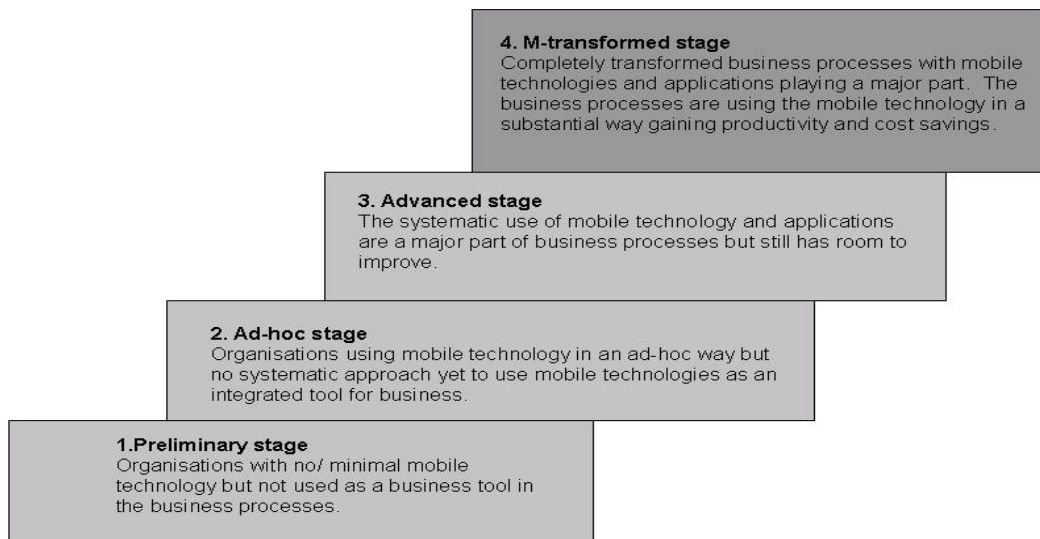 4. M-transformed stage
Completely transformed business processes with mobile
technologies and applications playing a major part.  The
business processes are using the mobile technology in a
substantial way gaining productivity and cost savings.
3. Advanced stage
The systematic use of mobile technology and applications
are a major part of business processes but still has room to
improve.
2. Ad-hoc stage
Organisations using mobile technology in an ad-hoc way but
no systematic approach yet to use mobile technologies as an
integrated tool for business.
1.Preliminary stage
Organisations with no/ minimal mobile
technology but not used as a business tool in
the business processes.